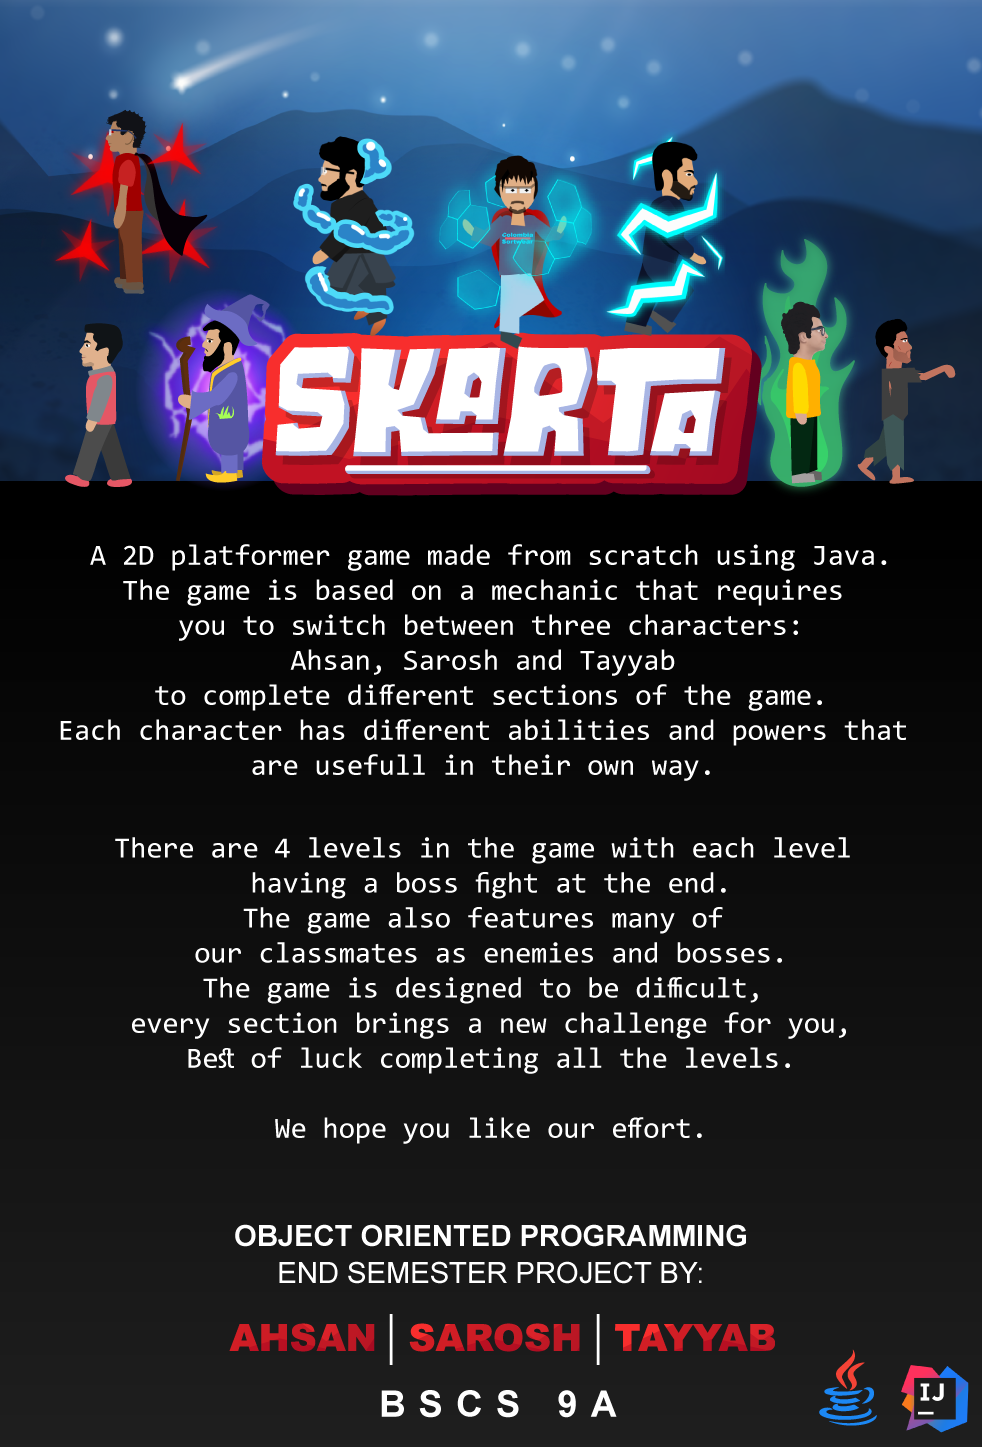 Columbia
Sortwear
SKARTA
A 2D platformer game made from scratch using Java.
The game is based on a mechanic that requires
you to switch between three characters:
Ahsan, Sarosh and Tayyab
to complete different sections of the game.
Each character has different abilities and powers that
are usefull in their own way.
There are 4 levels in the game with each level
having a boss fight at the end.
The game also features many of
our classmates as enemies and bosses.
The game is designed to be difficult,
every section brings a new challenge for you,
Best of luck completing all the levels.
We hope you like our effort.
OBJECT ORIENTED PROGRAMMING
END SEMESTER PROJECT BY:
AHSAN | SAROSH | TAYYAB
BSCS 9A
IJ